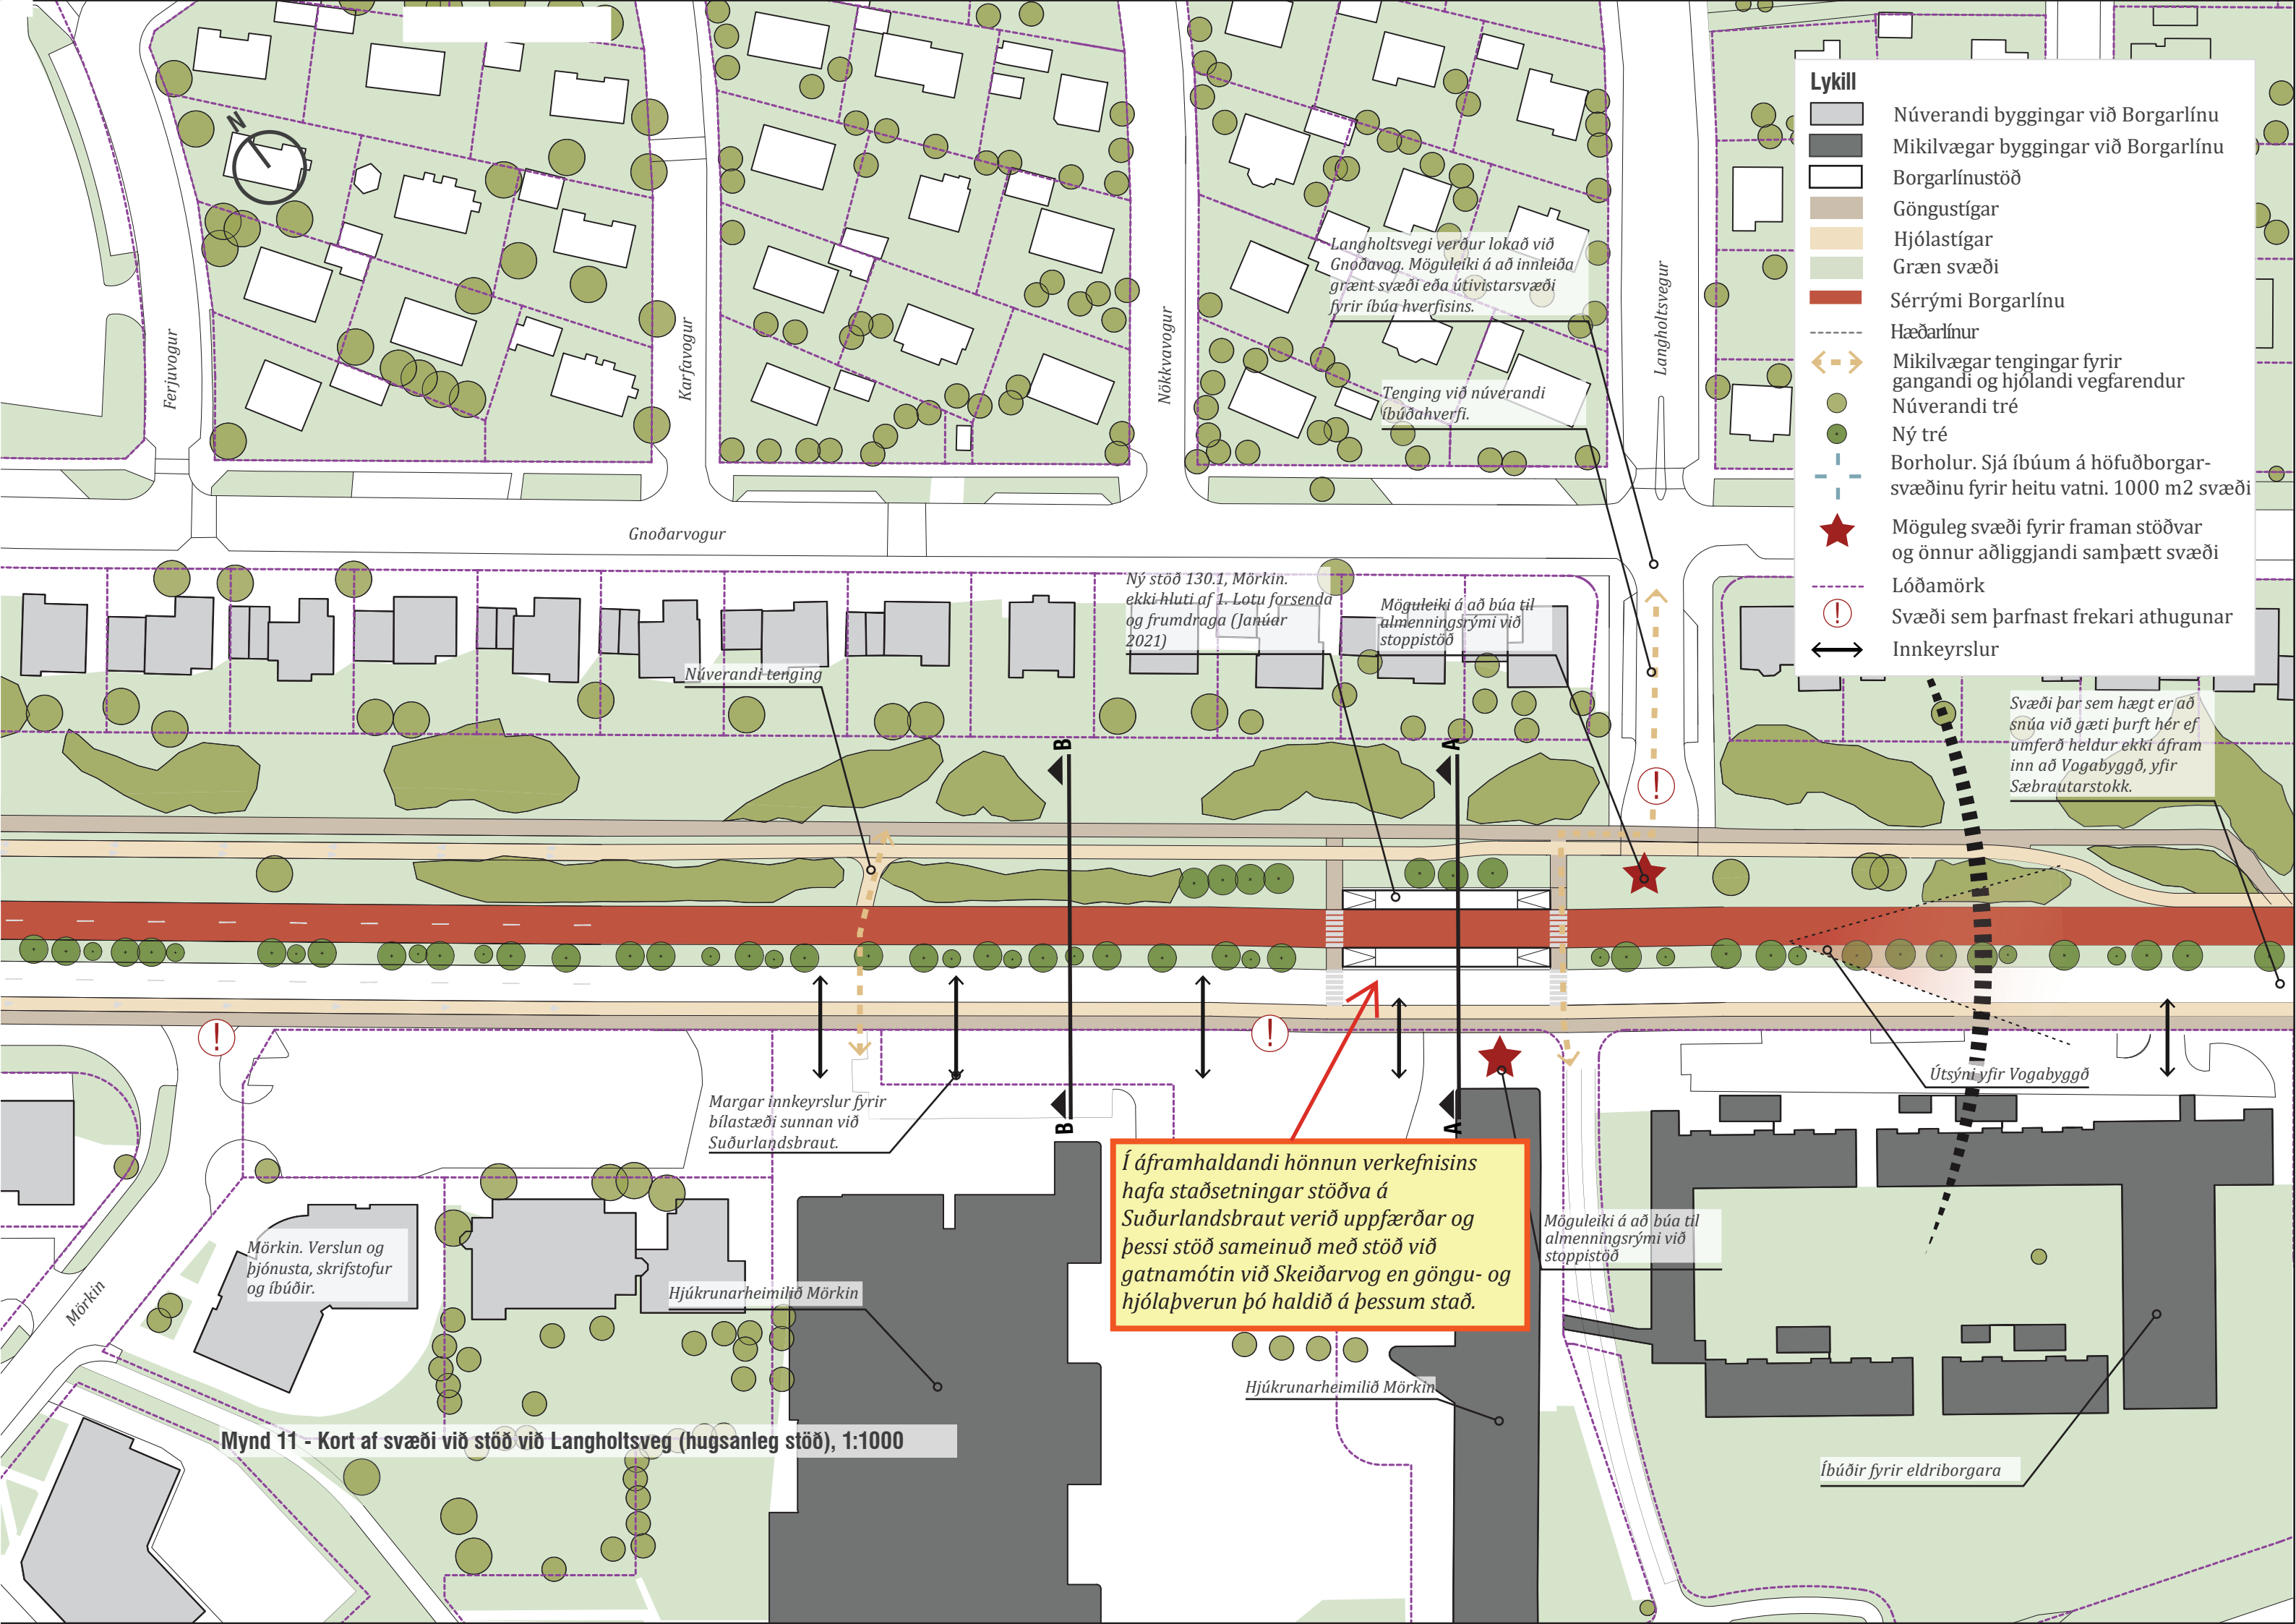 N
Ferjuvogur
Karfavogur
Nökkvavogur
Langholtsvegur
Gnoðarvogur
Langholtsvegi verður lokað við
Gnoðavog. Möguleiki á að innleiða
grænt svæði eða útivistarsvæði
fyrir íbúa hverfisins.
Tenging við núverandi
íbúðahverfi.
Lykill
Núverandi byggingar við Borgarlínu
Mikilvægar byggingar við Borgarlínu
Borgarlínustöð
Göngustígar
Hjólastígar
Græn svæði
Sérrými Borgarlínu
Hæðarlínur
Mikilvægar tengingar fyrir
gangandi og hjólandi vegfarendur
Núverandi tré
Ný tré
Borholur. Sjá íbúum á höfuðborgar-
svæðinu fyrir heitu vatni. 1000 m2 svæði
Möguleg svæði fyrir framan stöðvar
og önnur aðliggjandi samþætt svæði
Lóðamörk
! Svæði sem þarfnast frekari athugunar
Innkeyrslur
Ný stöð 130.1, Mörkin.
ekki hluti af 1. Lotu forsenda
og frumdraga (Janúar
2021)
Möguleiki á að búa til
almenningsrými við
stoppistöð
Núverandi tenging
Svæði þar sem hægt er að
snúa við gæti þurft hér ef
umferð heldur ekki áfram
inn að Vogabyggð, yfir
Sæbrautarstokk.
B
A
!
!
!
Útsýni yfir Vogabyggð
Margar innkeyrslur fyrir
bílastæði sunnan við
Suðurlandsbraut.
B
A
Í áframhaldandi hönnun verkefnisins
hafa staðsetningar stöðva á
Suðurlandsbraut verið uppfærðar og
þessi stöð sameinuð með stöð við
gatnamótin við Skeiðarvog en göngu- og
hjólaþverun þó haldið á þessum stað.
Möguleiki á að búa til
almenningsrými við
stoppistöð
Mörkin. Verslun og
þjónusta, skrifstofur
og íbúðir.
Mörkin
Hjúkrunarheimilið Mörkin
Hjúkrunarheimilið Mörkin
Mynd 11 - Kort af svæði við stöð við Langholtsveg (hugsanleg stöð), 1:1000
Íbúðir fyrir eldriborgara